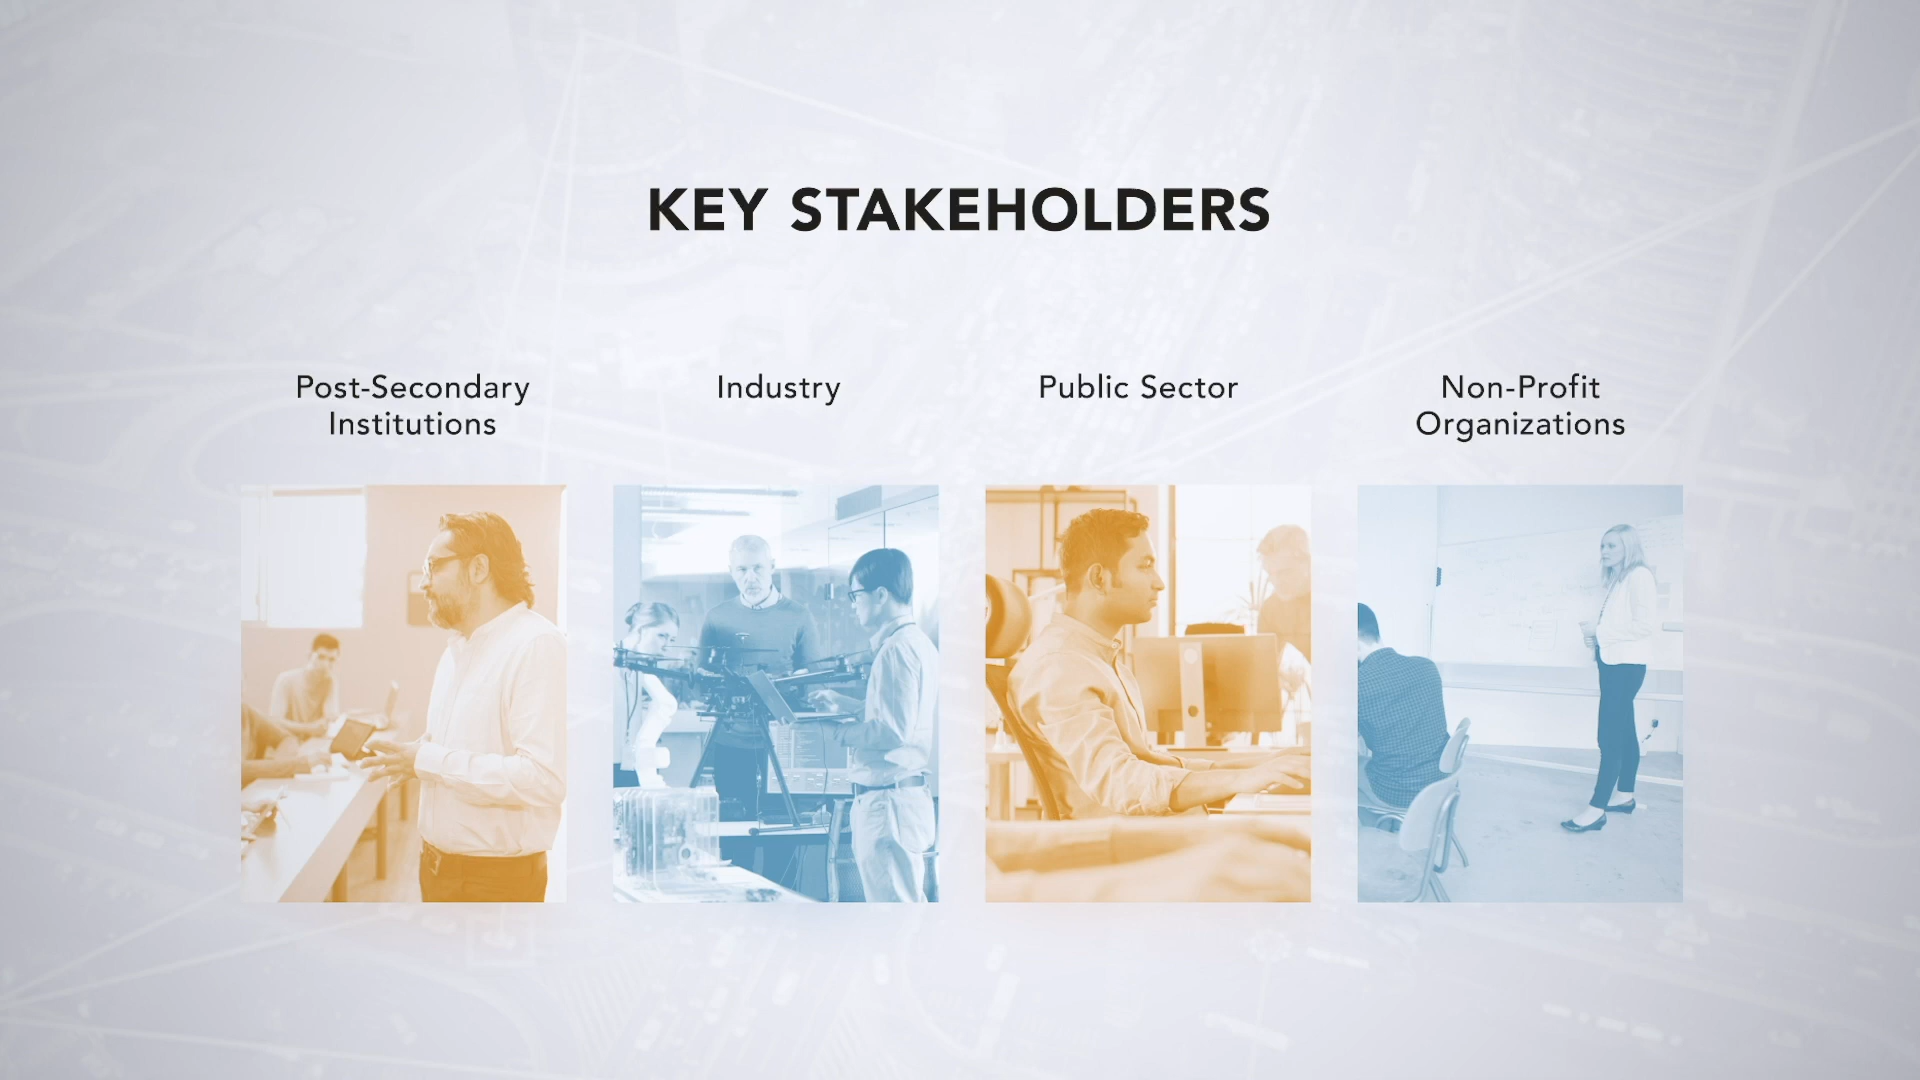 KEY STAKEHOLDERS
Post-Secondary
Institutions
Industry
Public Sector
Non-Profit
Organizations